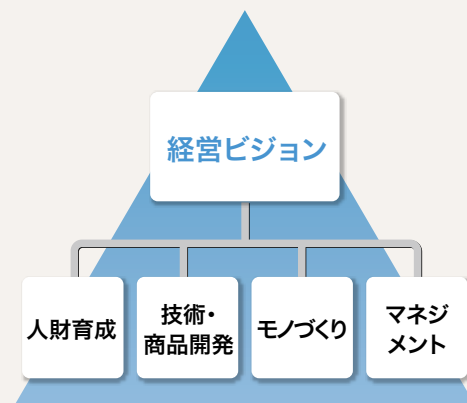 経営ビジョン
人財育成
技術・
商品開発
モノづくり
マネジ
メント